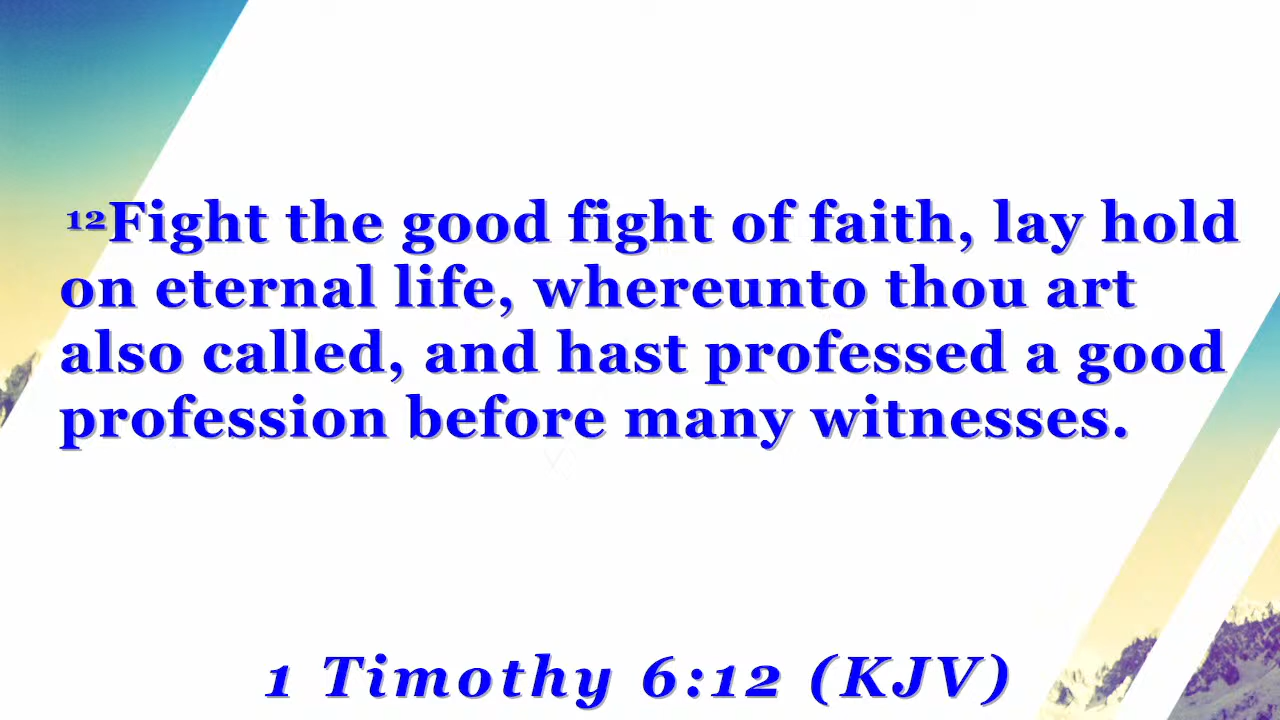 ¹²Fight the good fight of faith, lay hold
on eternal life, whereunto thou art
also called, and hast professed a good
profession before many witnesses.
1 Timothy 6:12 (KJV)